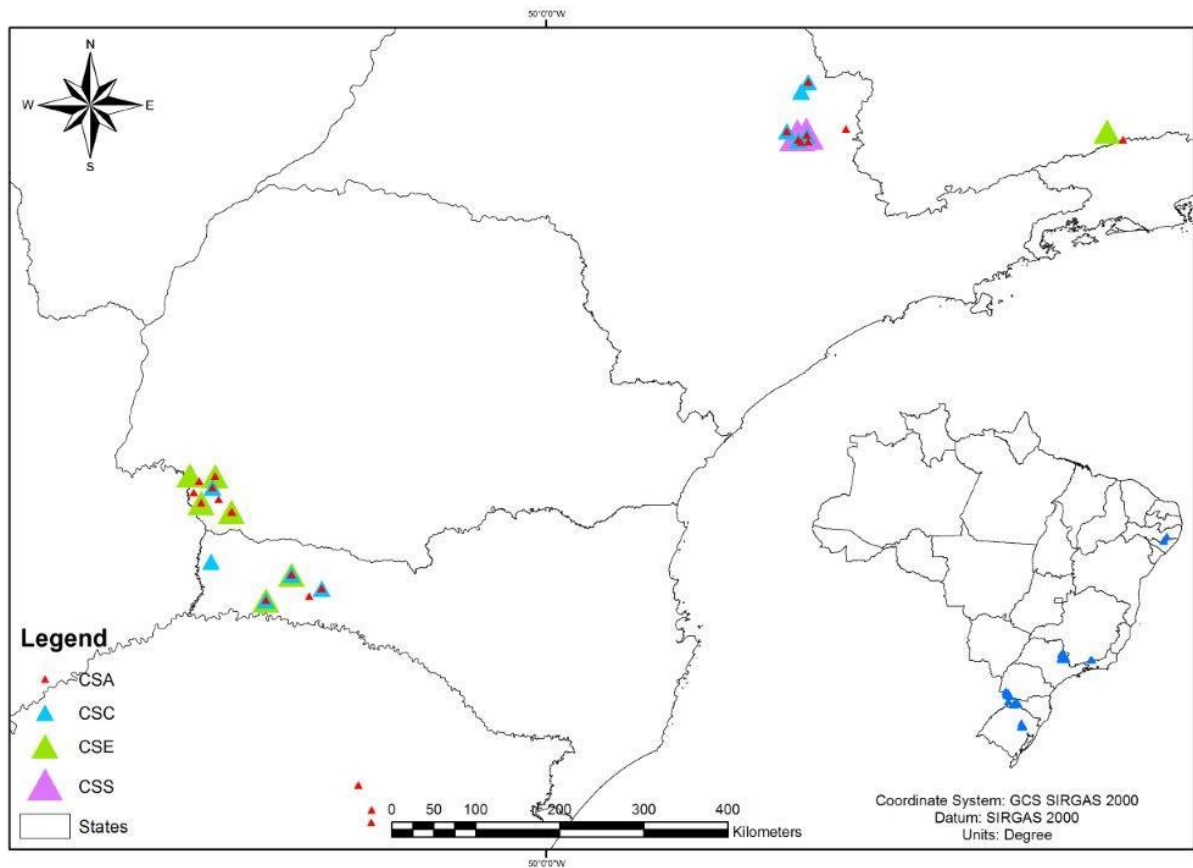 50°0'0"W
N
W
E
S
Legend
CSA
CSC
CSE
CSS
States
0 50 100 200 300 400
Kilometers
Coordinate System: GCS SIRGAS 2000
Datum: SIRGAS 2000
Units: Degree
50°0'0"W